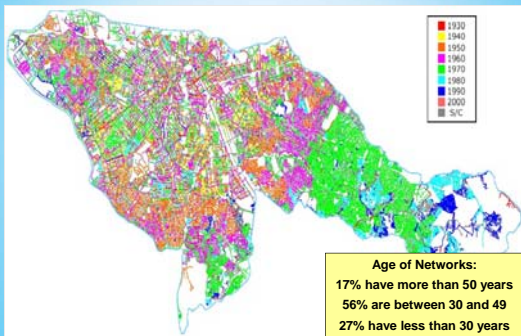 1930
1940
1950
1960
1970
1980
1990
2000
S/C
Age of Networks:
17% have more than 50 years
56% are between 30 and 49
27% have less than 30 years